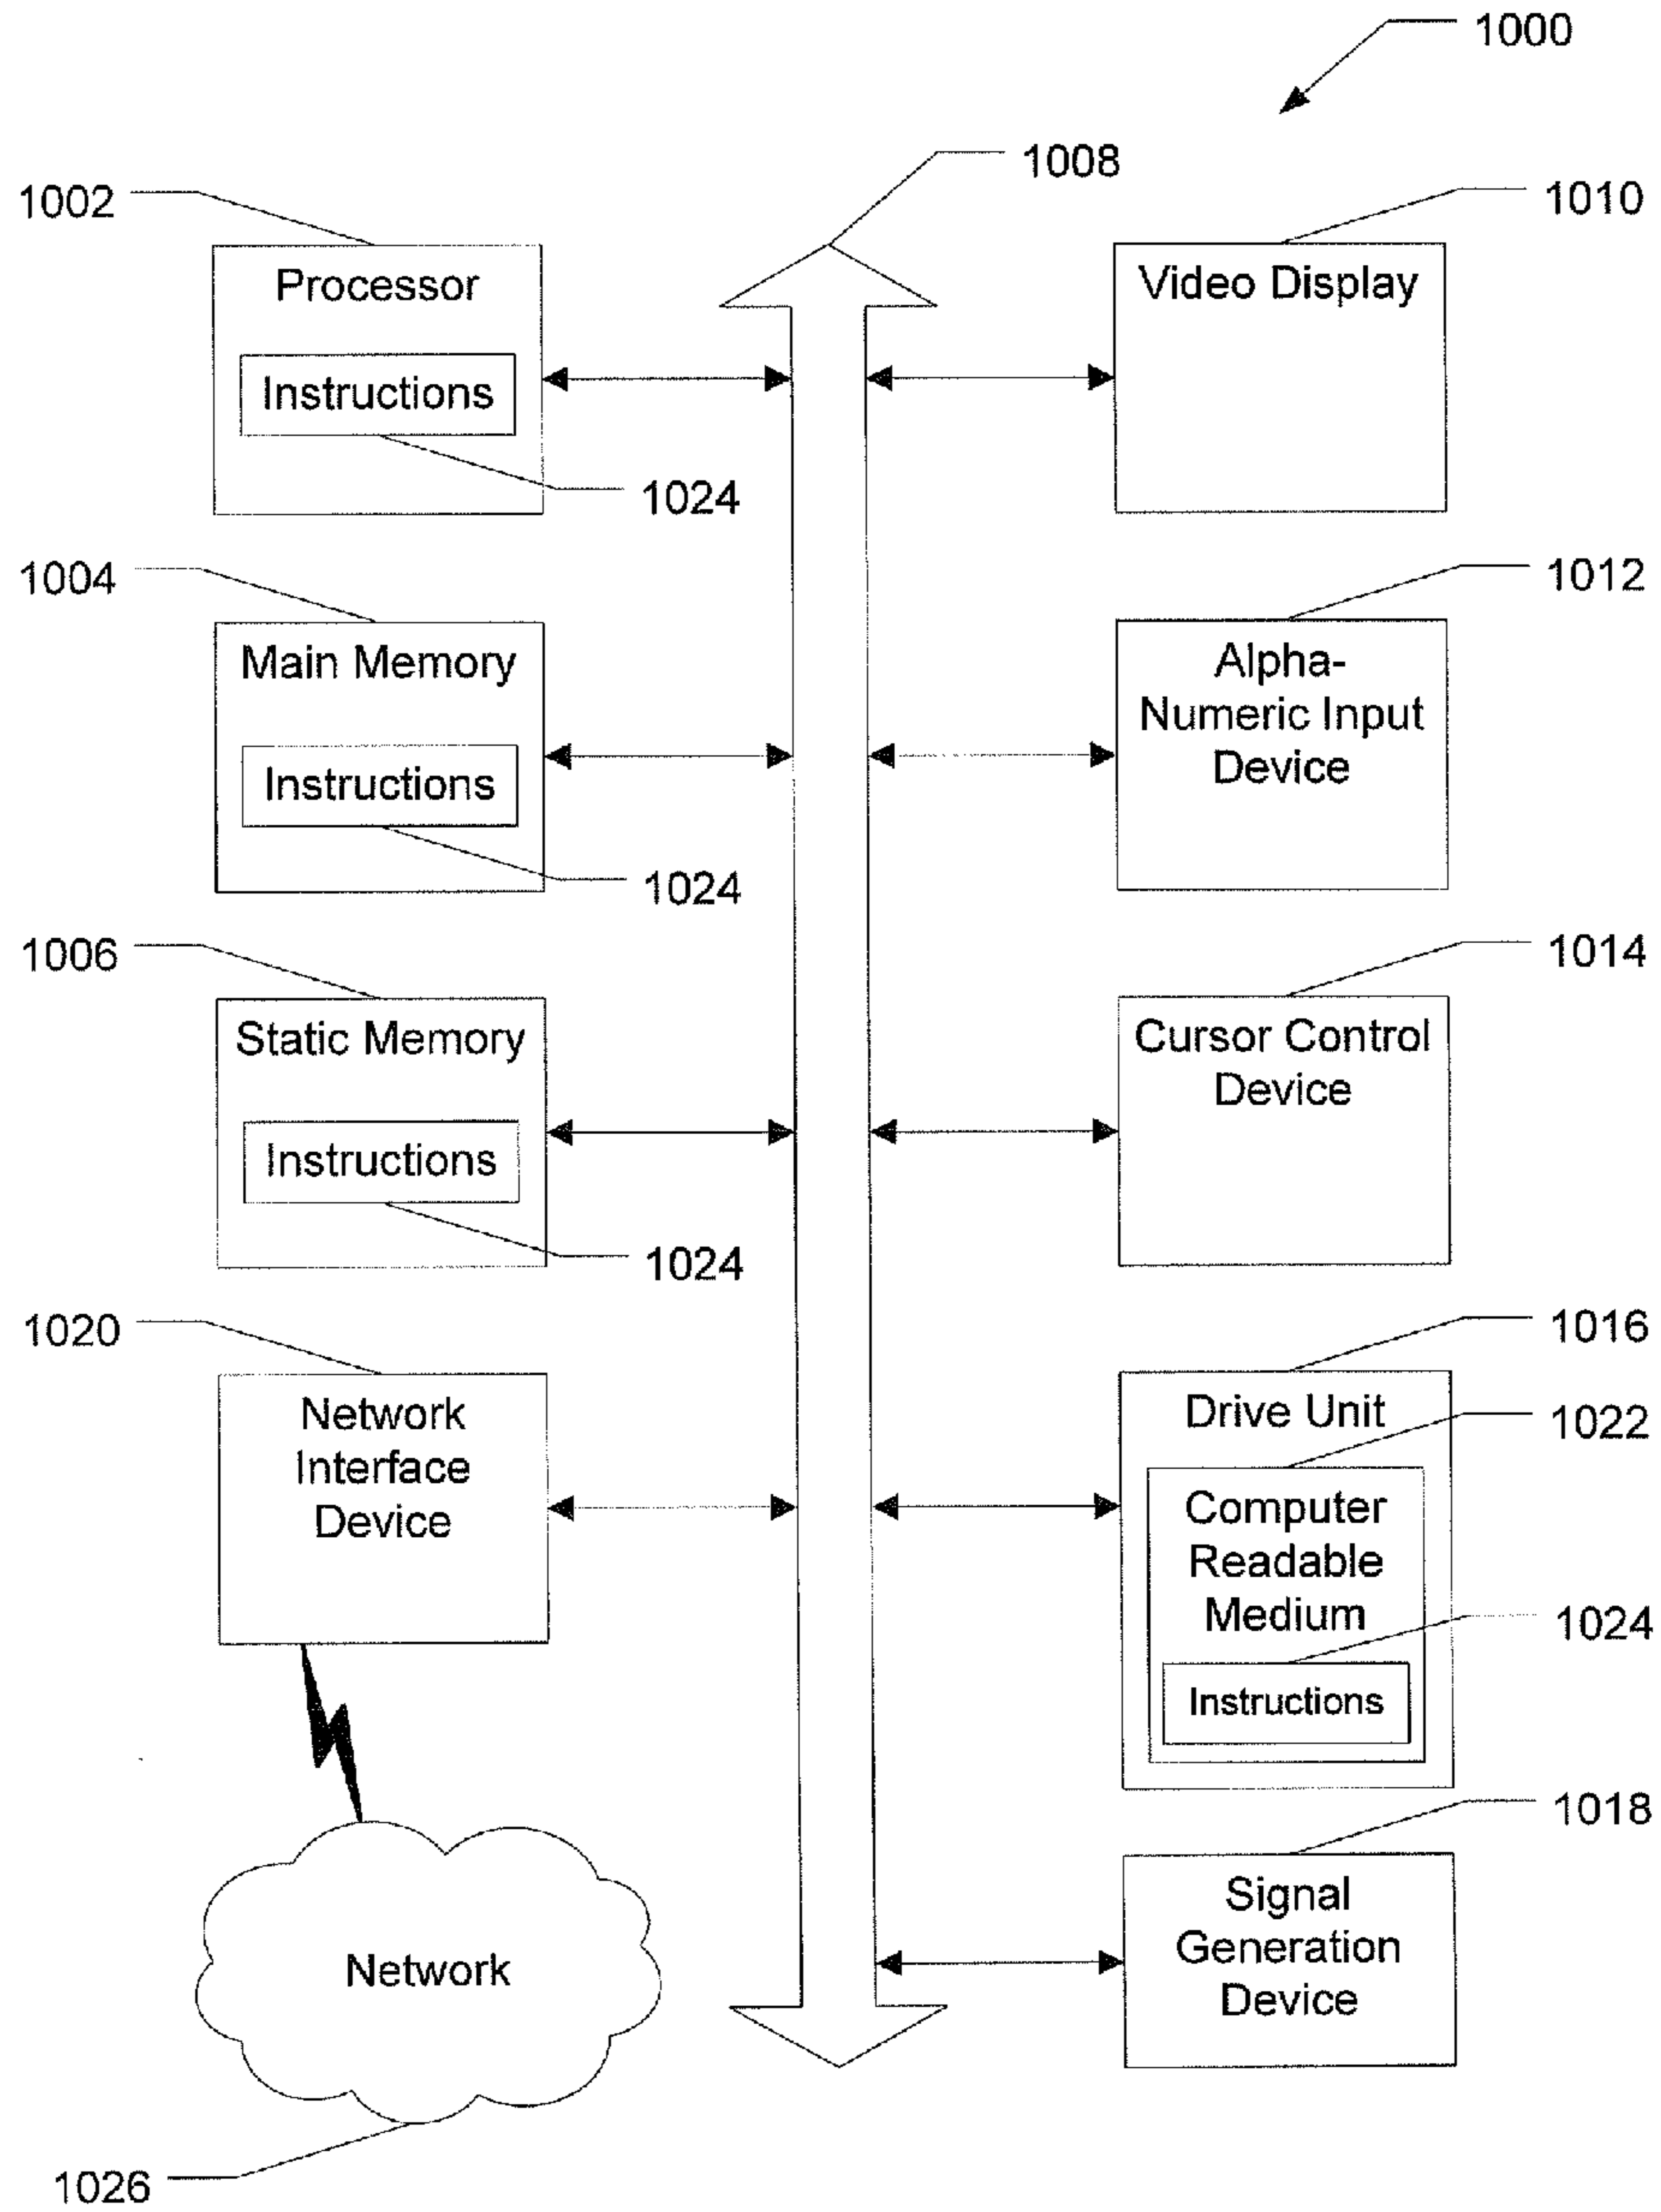 1000
1008
1002
1010
Processor
Instructions
1024
Video Display
1004
1012
Main Memory
Instructions
1024
Alpha-
Numeric Input
Device
1006
1014
Static Memory
Instructions
1024
Cursor Control
Device
1020
1016
Network
Interface
Device
Drive Unit
1022
Computer
Readable
Medium
1024
Instructions
1018
Signal
Generation
Device
Network
1026